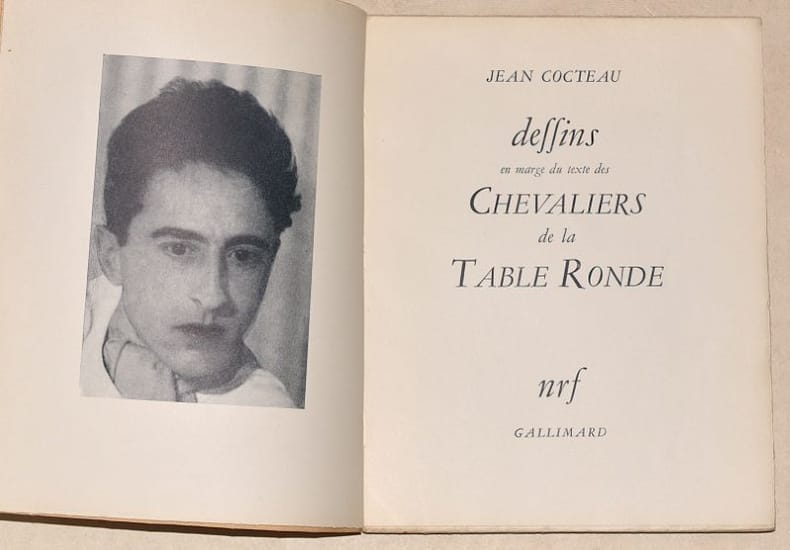 JEAN COCTEAU
deſſins
en marge du texte des
CHEVALIERS
de la
TABLE RONDE
nrf
GALLIMARD